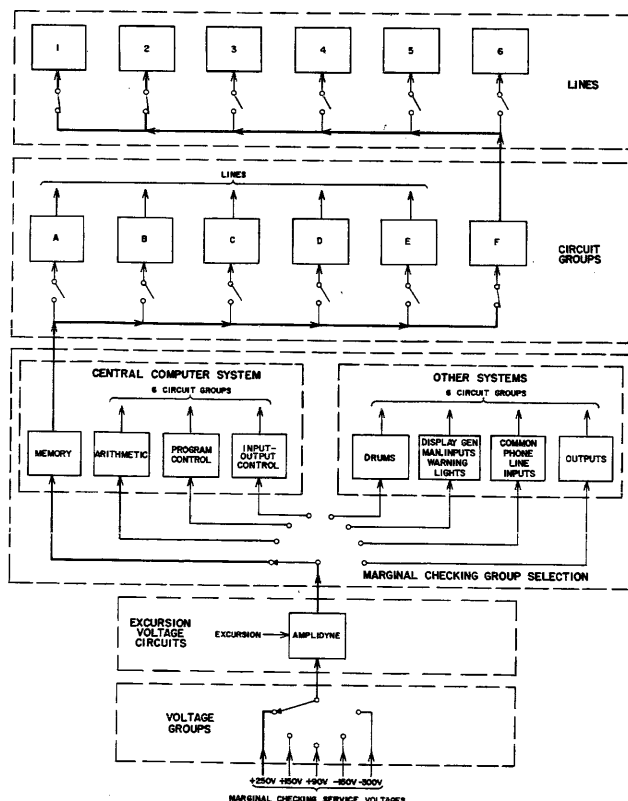 1 2 3 4 5 6
LINES
LINES
A B C D E F
CIRCUIT
GROUPS
CENTRAL COMPUTER SYSTEM
6 CIRCUIT GROUPS
MEMORY
ARITHMETIC
PROGRAM
CONTROL
INPUT-
OUTPUT
CONTROL
OTHER SYSTEMS
6 CIRCUIT GROUPS
DRUMS
DISPLAY GEN
MAN. INPUTS
WARNING
LIGHTS
COMMON
PHONE
LINE
INPUTS
OUTPUTS
MARGINAL CHECKING GROUP SELECTION
EXCURSION
VOLTAGE
CIRCUITS
EXCURSION
AMPLIDYNE
VOLTAGE
GROUPS
+250V +150V +90V -150V -300V
MARGINAL CHECKING SERVICE VOLTAGES